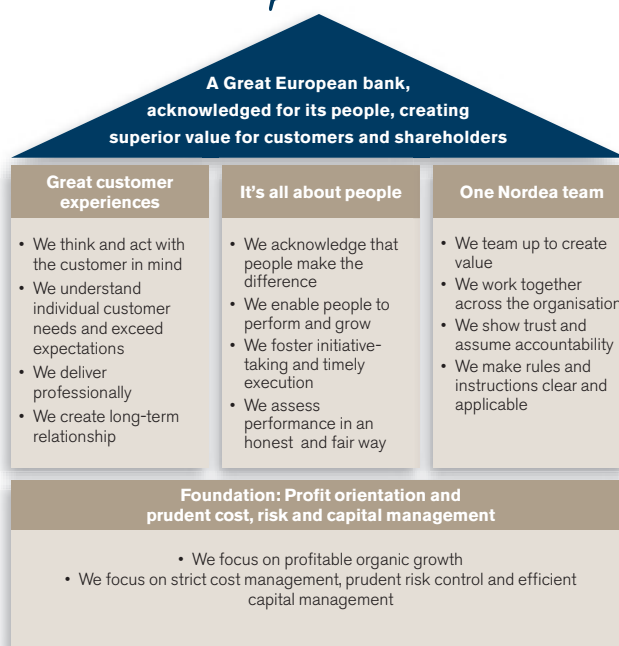 A Great European bank,
acknowledged for its people, creating
superior value for customers and shareholders
Great customer
experiences
• We think and act with
the customer in mind
• We understand
individual customer
needs and exceed
expectations
• We deliver
professionally
• We create long-term
relationship
It's all about people
• We acknowledge that
people make the
difference
• We enable people to
perform and grow
• We foster initiative-
taking and timely
execution
• We assess
performance in an
honest and fair way
One Nordea team
• We team up to create
value
• We work together
across the organisation
• We show trust and
assume accountability
• We make rules and
instructions clear and
applicable
Foundation: Profit orientation and
prudent cost, risk and capital management
• We focus on profitable organic growth
• We focus on strict cost management, prudent risk control and efficient
capital management